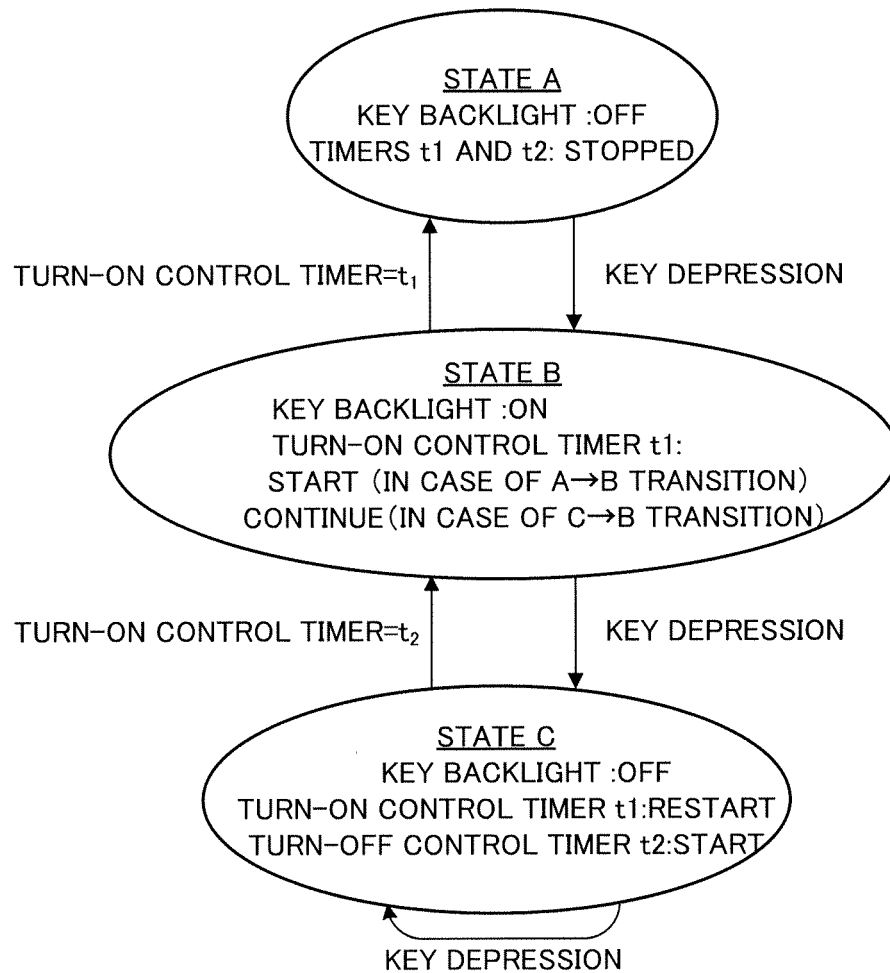 STATE A
KEY BACKLIGHT :OFF
TIMERS t1 AND t2: STOPPED
TURN-ON CONTROL TIMER=t₁
KEY DEPRESSION
STATE B
KEY BACKLIGHT :ON
TURN-ON CONTROL TIMER t1:
START (IN CASE OF A→B TRANSITION)
CONTINUE(IN CASE OF C→B TRANSITION)
TURN-ON CONTROL TIMER=t₂
KEY DEPRESSION
STATE C
KEY BACKLIGHT :OFF
TURN-ON CONTROL TIMER t1:RESTART
TURN-OFF CONTROL TIMER t2:START
KEY DEPRESSION